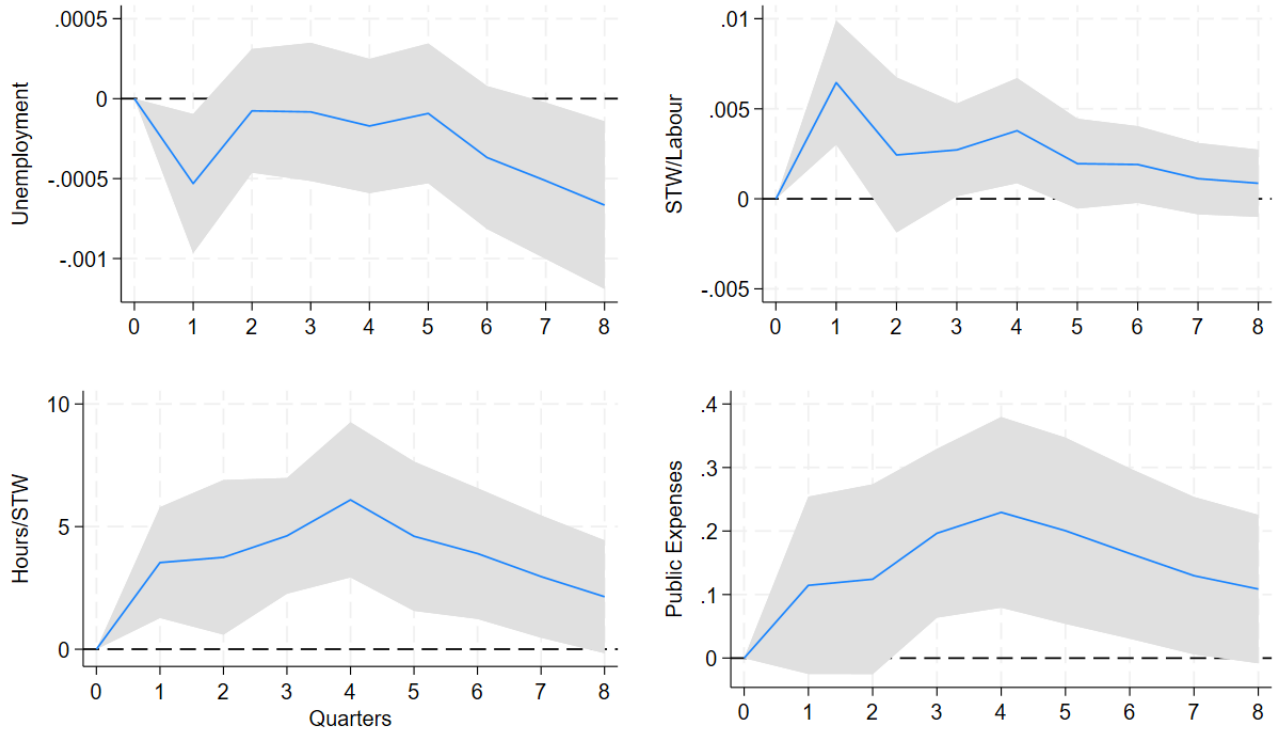 Unemployment
.0005
0
-.0005
-.001
0 1 2 3 4 5 6 7 8
STW/Labour
.01
.005
0
-.005
0 1 2 3 4 5 6 7 8
Hours/STW
10
5
0
0 1 2 3 4 5 6 7 8
Quarters
Public Expenses
.4
.3
.2
.1
0
0 1 2 3 4 5 6 7 8